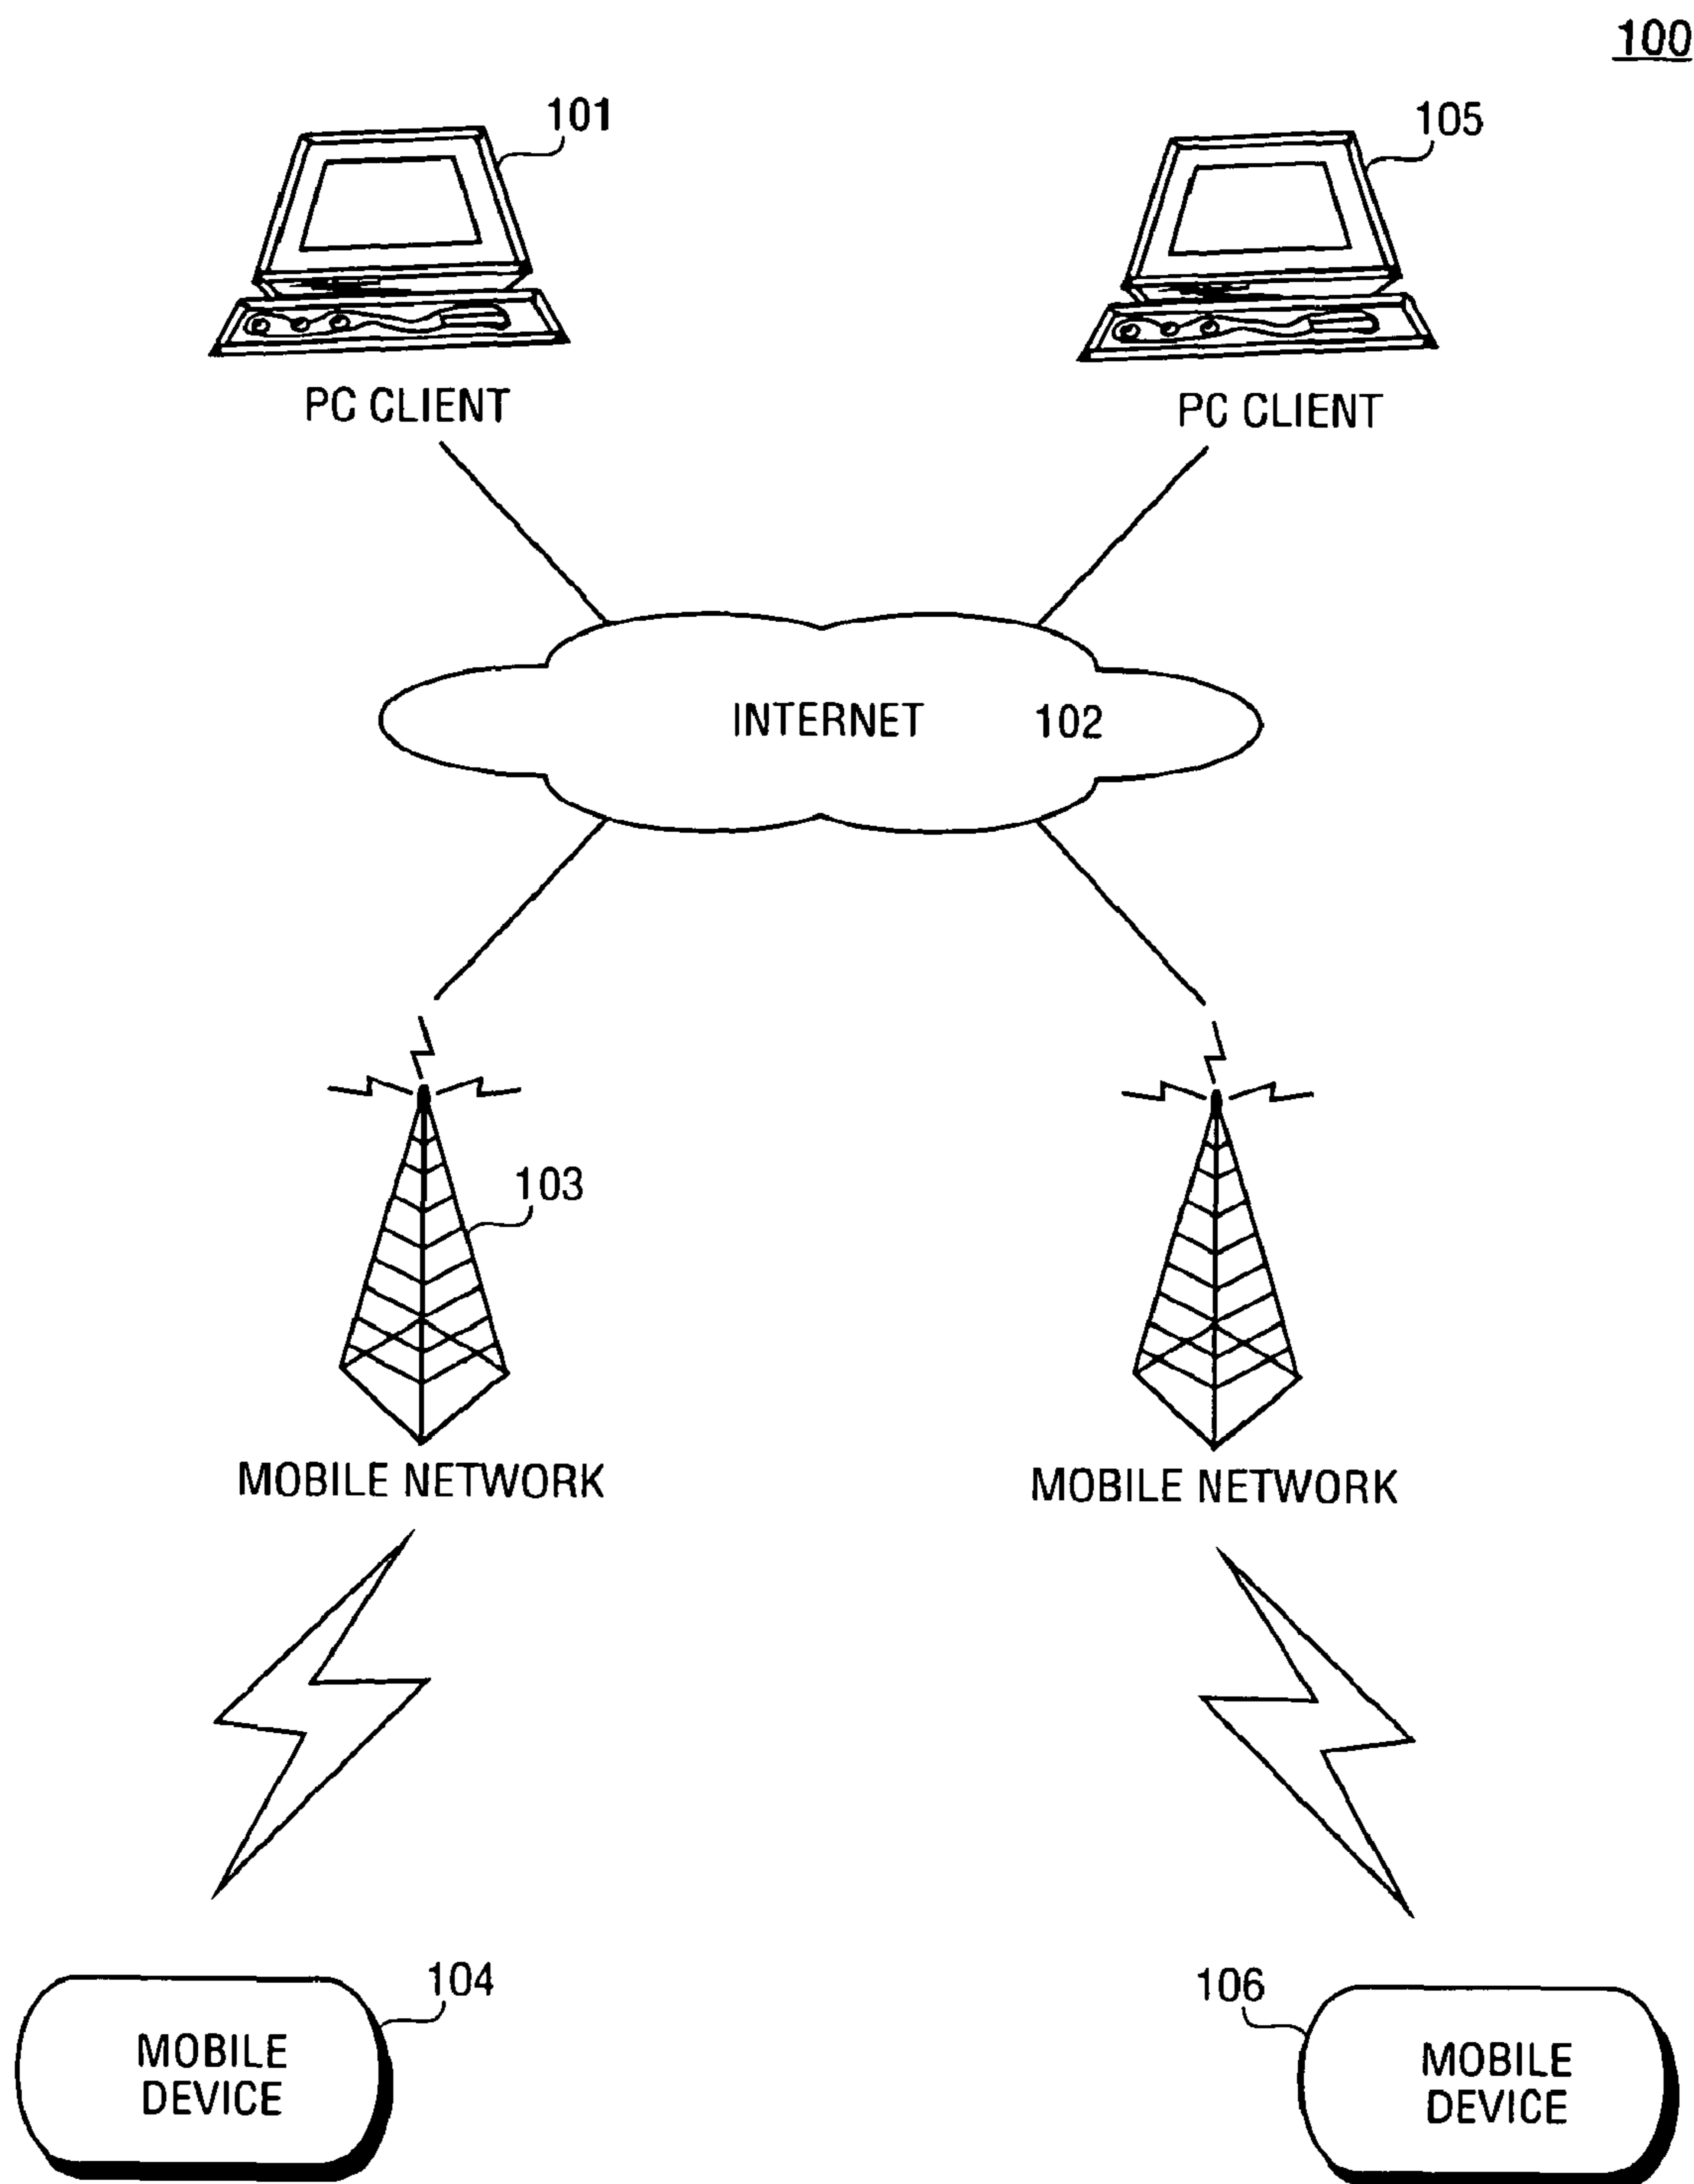 100
101
105
PC CLIENT
PC CLIENT
INTERNET 102
103
MOBILE NETWORK
MOBILE NETWORK
104
106
MOBILE
DEVICE
MOBILE
DEVICE